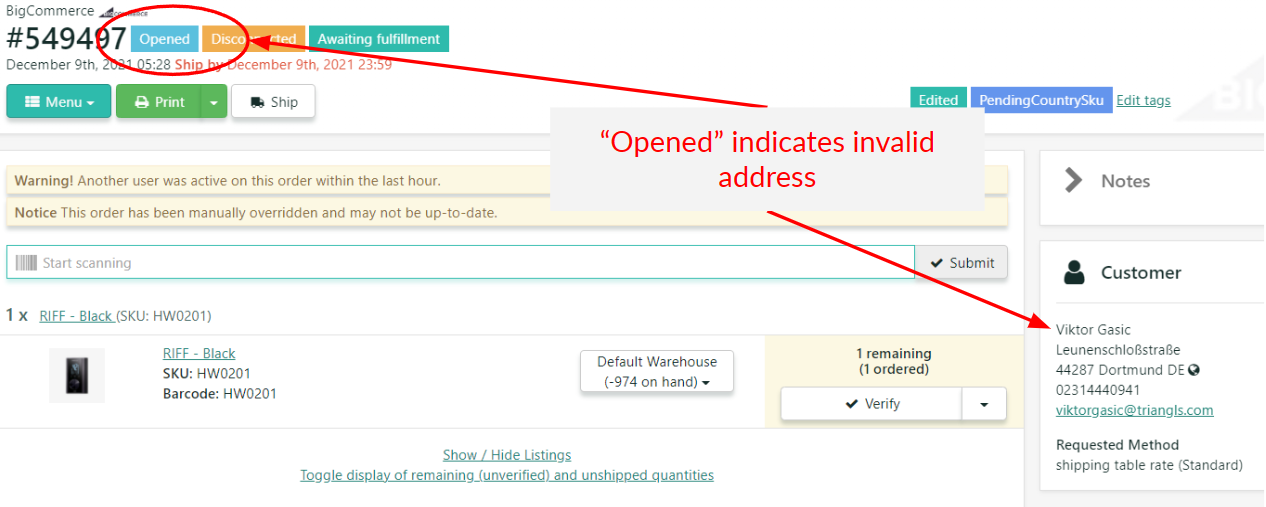 BigCommerce
#549497 Opened Disconnected Awaiting fulfillment
December 9th, 2021 05:28 Ship by December 9th, 2021 23:59
Menu Print Ship
Edited PendingCountrySku Edit tags
“Opened” indicates invalid
address
Warning! Another user was active on this order within the last hour.
Notice This order has been manually overridden and may not be up-to-date.
Start scanning Submit
1 x RIFF - Black (SKU: HW0201)
RIFF - Black
SKU: HW0201
Barcode: HW0201
Default Warehouse
(-974 on hand)
1 remaining
(1 ordered)
Verify
Show / Hide Listings
Toggle display of remaining (unverified) and unshipped quantities
Notes
Customer
Viktor Gasic
Leunenschloßstraße
44287 Dortmund DE
02314440941
viktorgasic@triangls.com
Requested Method
shipping table rate (Standard)